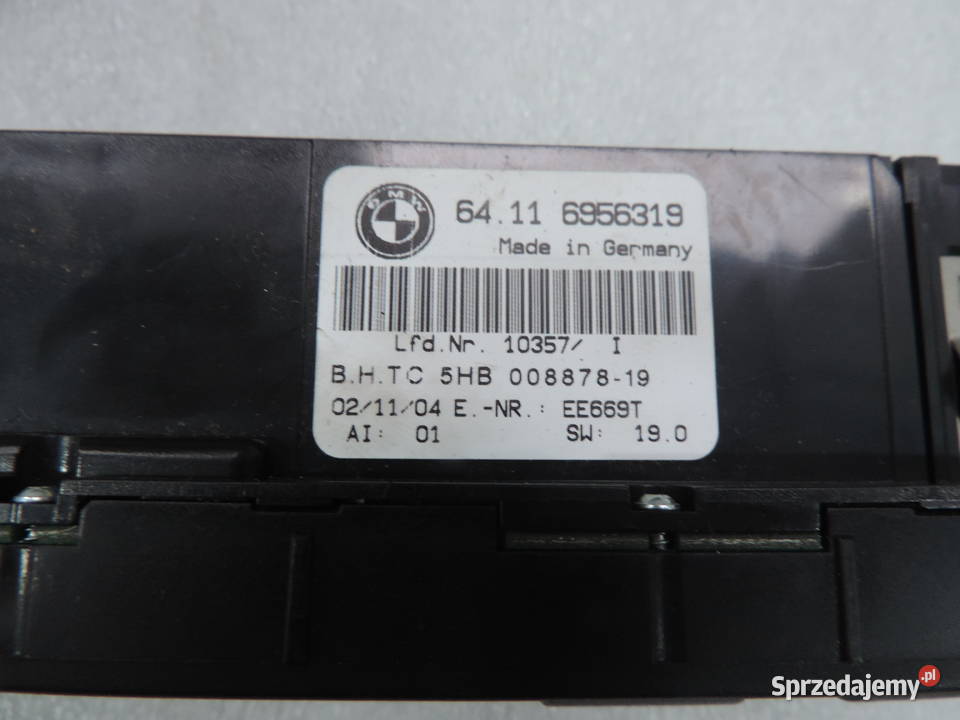 BMW
64.11 6956319
Made in Germany
Lfd.Nr. 10357/ I
B.H.TC 5HB 008878-19
02/11/04 E.-NR.: EE669T
AI: 01 SW: 19.0
Sprzedajemy.pl